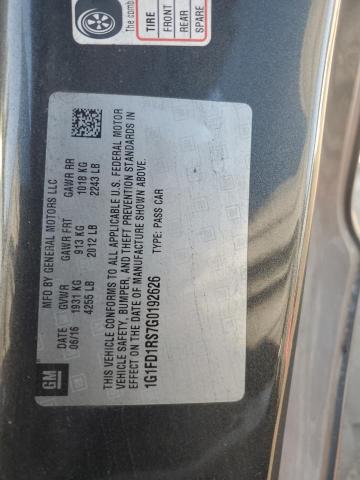 The comb
TIRE
FRONT
REAR
SPARE
MFD BY GENERAL MOTORS LLC
DATE GVWR GAWR FRT GAWR RR
06/16 1931 KG 913 KG 1018 KG
4255 LB 2012 LB 2243 LB
THIS VEHICLE CONFORMS TO ALL APPLICABLE U.S. FEDERAL MOTOR
VEHICLE SAFETY, BUMPER, AND THEFT PREVENTION STANDARDS IN
EFFECT ON THE DATE OF MANUFACTURE SHOWN ABOVE.
1G1FD1RS7G0192626 TYPE: PASS CAR
GM